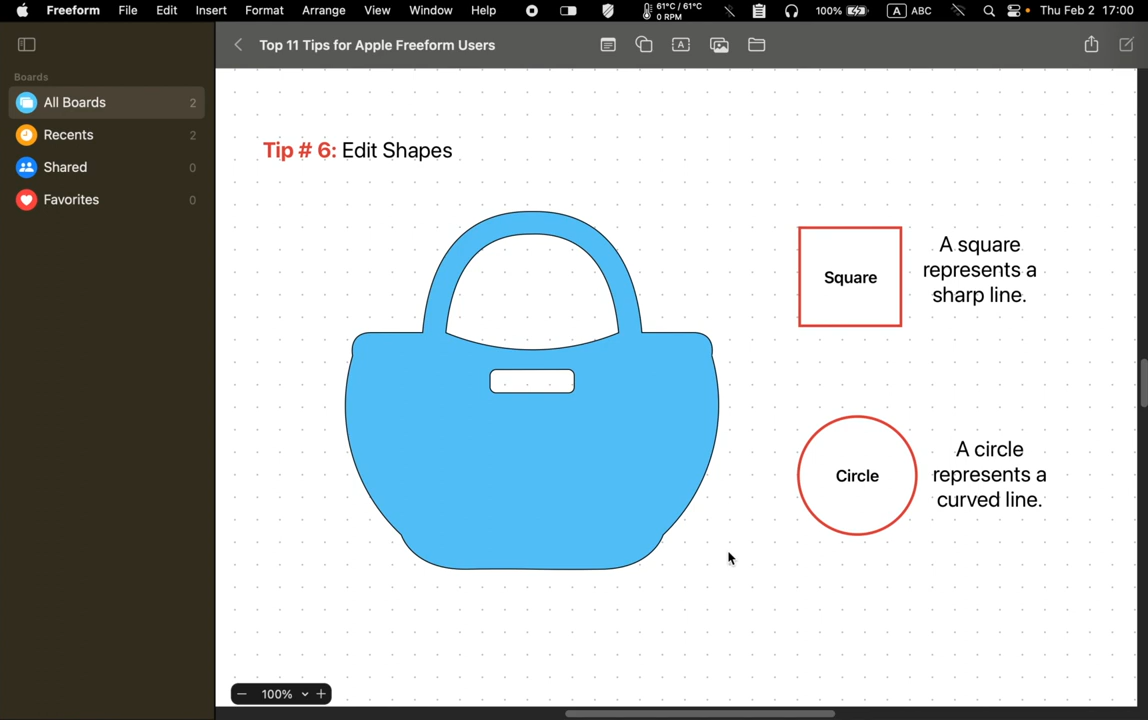 Freeform File Edit Insert Format Arrange View Window Help 61°C / 61°C 0 RPM 100% A ABC Thu Feb 2 17:00
Top 11 Tips for Apple Freeform Users
Boards
All Boards 2
Recents 2
Shared 0
Favorites 0
Tip # 6: Edit Shapes
Square
A square
represents a
sharp line.
Circle
A circle
represents a
curved line.
100%